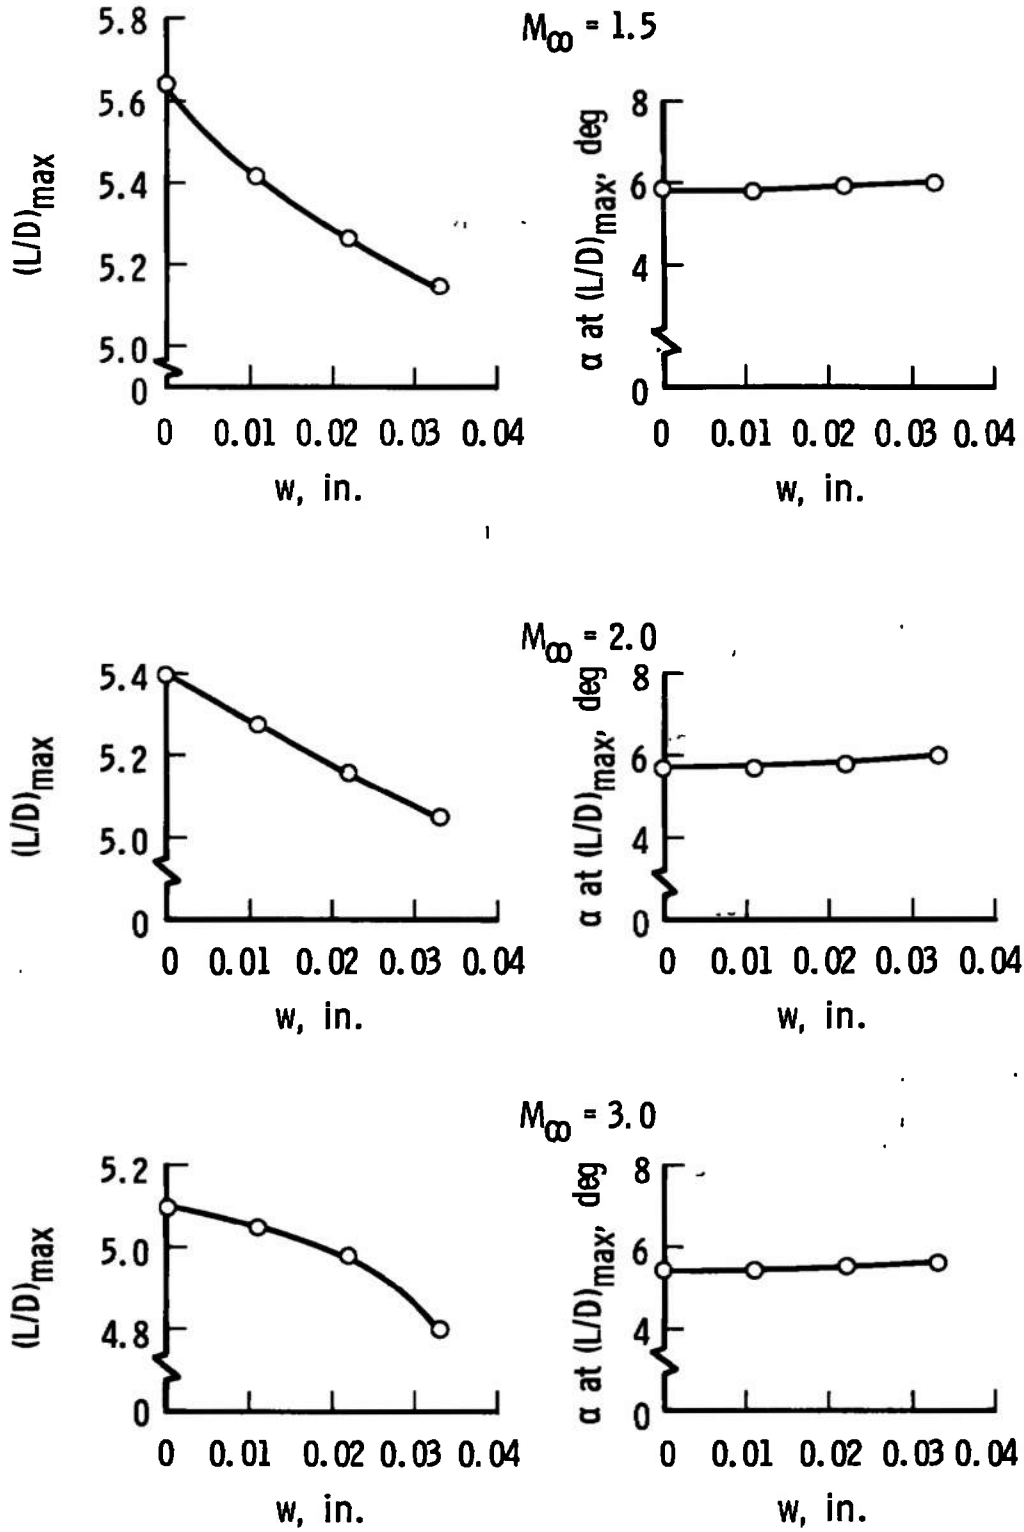 M∞ = 1.5
(L/D)max
5.8
5.6
5.4
5.2
5.0
0
0 0.01 0.02 0.03 0.04
w, in.
α at (L/D)max, deg
8
6
4
0
0 0.01 0.02 0.03 0.04
w, in.
M∞ = 2.0
(L/D)max
5.4
5.2
5.0
0
0 0.01 0.02 0.03 0.04
w, in.
α at (L/D)max, deg
8
6
4
0
0 0.01 0.02 0.03 0.04
w, in.
M∞ = 3.0
(L/D)max
5.2
5.0
4.8
0
0 0.01 0.02 0.03 0.04
w, in.
α at (L/D)max, deg
8
6
4
0
0 0.01 0.02 0.03 0.04
w, in.